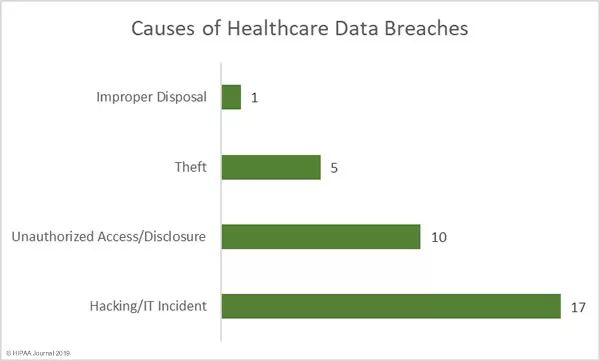 Causes of Healthcare Data Breaches
Improper Disposal 1
Theft 5
Unauthorized Access/Disclosure 10
Hacking/IT Incident 17
© HIPAA Journal 2019